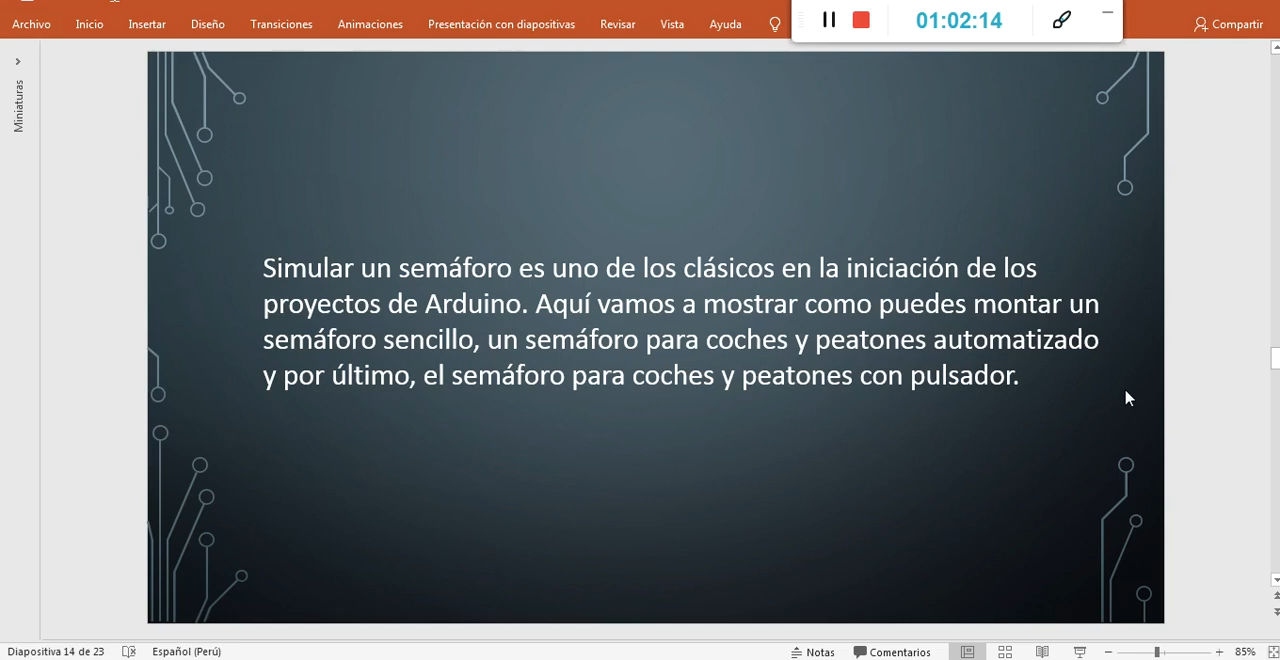 Archivo Inicio Insertar Diseño Transiciones Animaciones Presentación con diapositivas Revisar Vista Ayuda 01:02:14 Compartir
Miniaturas
Simular un semáforo es uno de los clásicos en la iniciación de los
proyectos de Arduino. Aquí vamos a mostrar como puedes montar un
semáforo sencillo, un semáforo para coches y peatones automatizado
y por último, el semáforo para coches y peatones con pulsador.
Diapositiva 14 de 23 Español (Perú) Notas Comentarios 85%